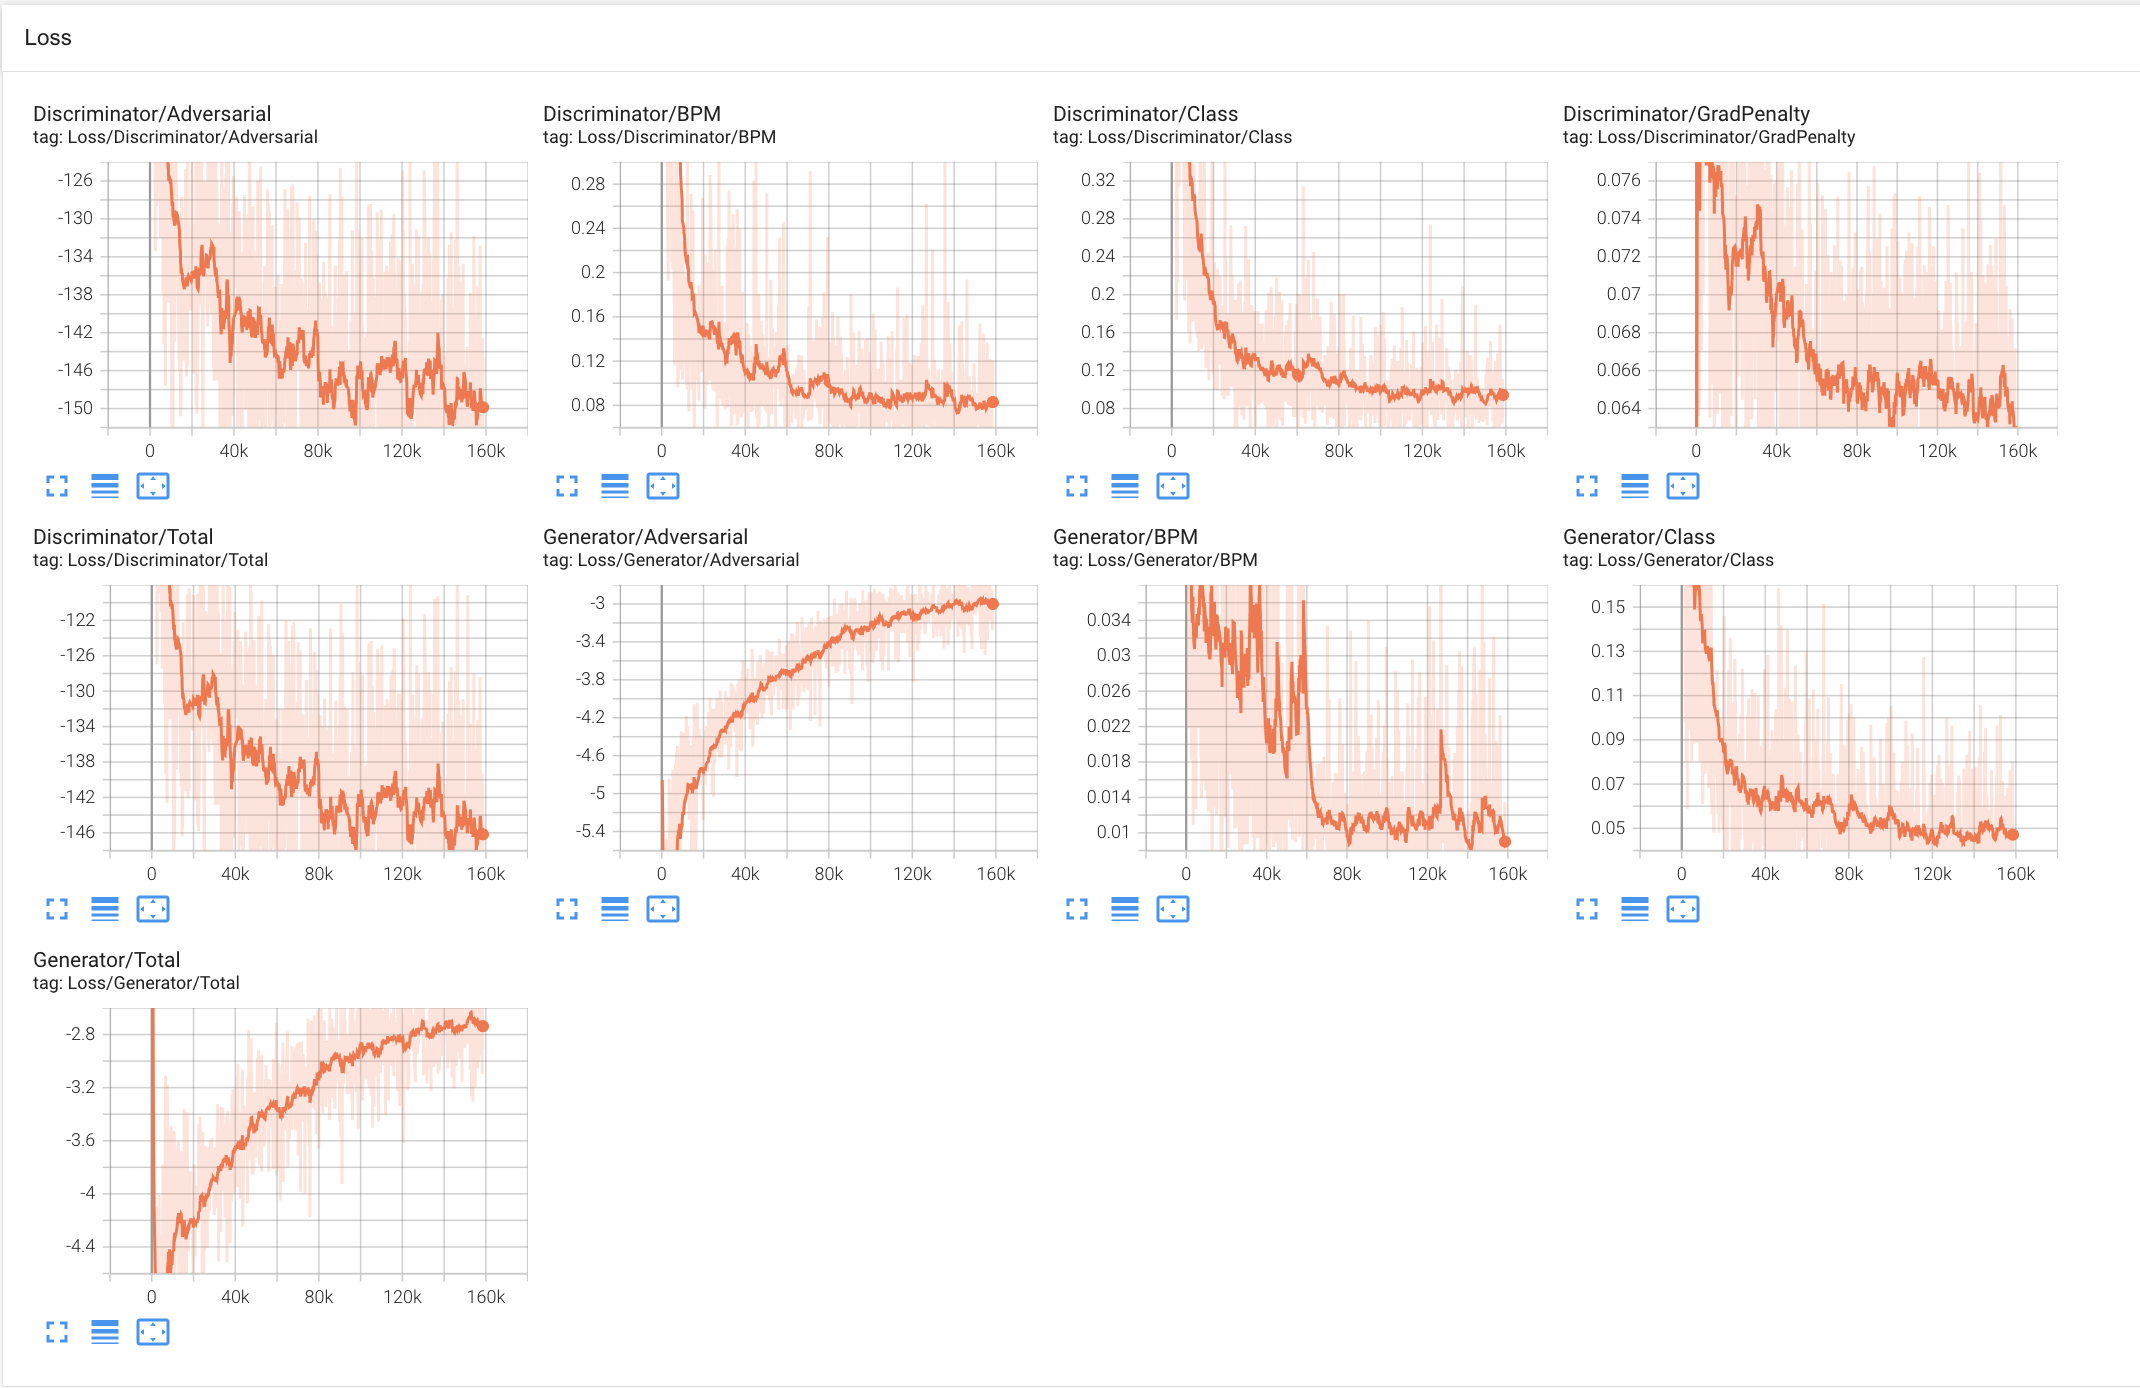 Loss
Discriminator/Adversarial
tag: Loss/Discriminator/Adversarial
-126
-130
-134
-138
-142
-146
-150
0 40k 80k 120k 160k
Discriminator/BPM
tag: Loss/Discriminator/BPM
0.28
0.24
0.2
0.16
0.12
0.08
0 40k 80k 120k 160k
Discriminator/Class
tag: Loss/Discriminator/Class
0.32
0.28
0.24
0.2
0.16
0.12
0.08
0 40k 80k 120k 160k
Discriminator/GradPenalty
tag: Loss/Discriminator/GradPenalty
0.076
0.074
0.072
0.07
0.068
0.066
0.064
0 40k 80k 120k 160k
Discriminator/Total
tag: Loss/Discriminator/Total
-122
-126
-130
-134
-138
-142
-146
0 40k 80k 120k 160k
Generator/Adversarial
tag: Loss/Generator/Adversarial
-3
-3.4
-3.8
-4.2
-4.6
-5
-5.4
0 40k 80k 120k 160k
Generator/BPM
tag: Loss/Generator/BPM
0.034
0.03
0.026
0.022
0.018
0.014
0.01
0 40k 80k 120k 160k
Generator/Class
tag: Loss/Generator/Class
0.15
0.13
0.11
0.09
0.07
0.05
0 40k 80k 120k 160k
Generator/Total
tag: Loss/Generator/Total
-2.8
-3.2
-3.6
-4
-4.4
0 40k 80k 120k 160k